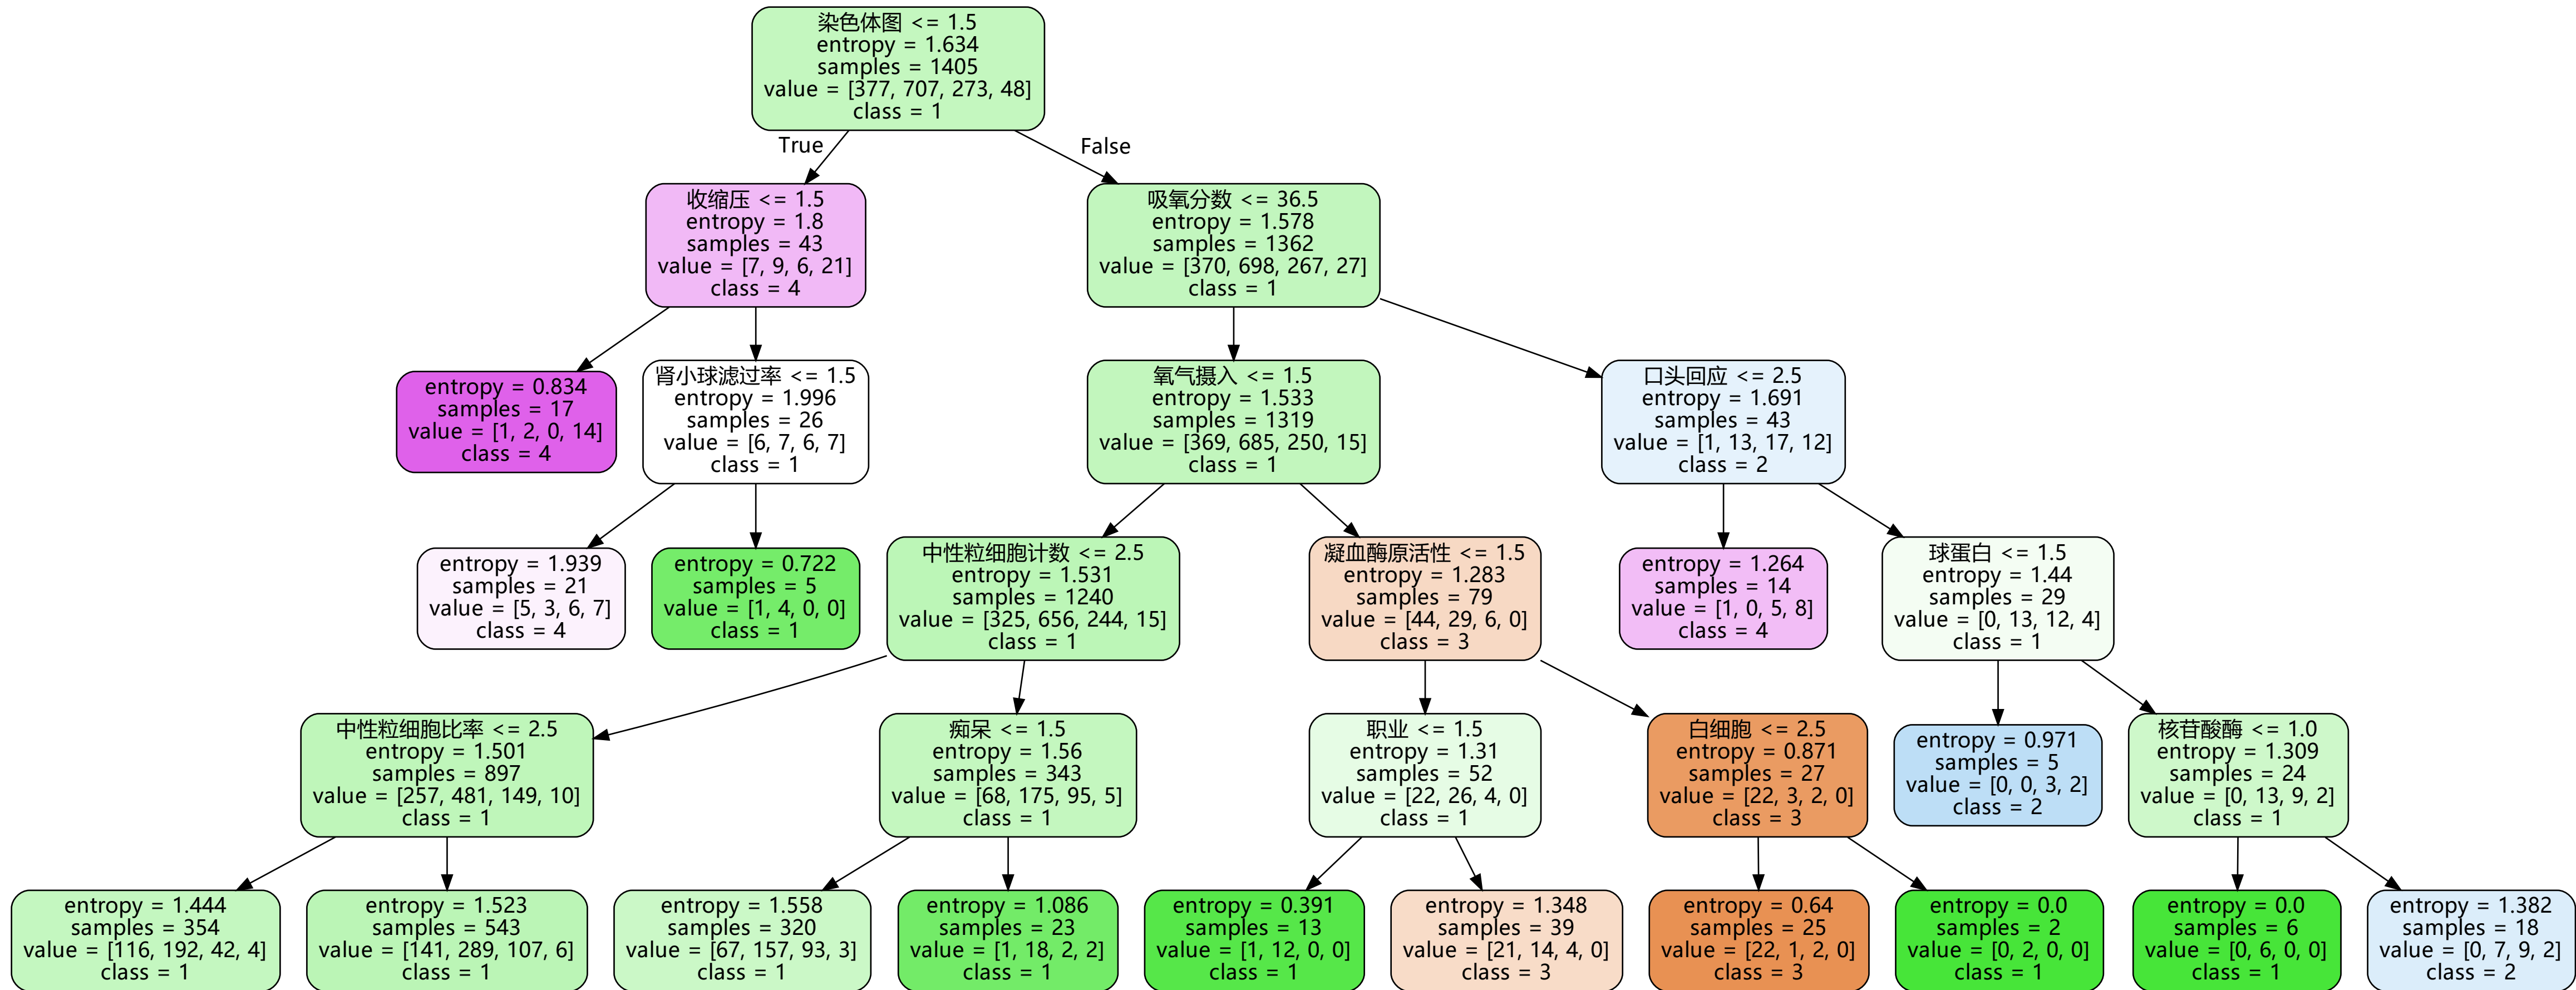 染色体图 <= 1.5
entropy = 1.634
samples = 1405
value = [377, 707, 273, 48]
class = 1
True
False
收缩压 <= 1.5
entropy = 1.8
samples = 43
value = [7, 9, 6, 21]
class = 4
吸氧分数 <= 36.5
entropy = 1.578
samples = 1362
value = [370, 698, 267, 27]
class = 1
entropy = 0.834
samples = 17
value = [1, 2, 0, 14]
class = 4
肾小球滤过率 <= 1.5
entropy = 1.996
samples = 26
value = [6, 7, 6, 7]
class = 1
氧气摄入 <= 1.5
entropy = 1.533
samples = 1319
value = [369, 685, 250, 15]
class = 1
口头回应 <= 2.5
entropy = 1.691
samples = 43
value = [1, 13, 17, 12]
class = 2
entropy = 1.939
samples = 21
value = [5, 3, 6, 7]
class = 4
entropy = 0.722
samples = 5
value = [1, 4, 0, 0]
class = 1
中性粒细胞计数 <= 2.5
entropy = 1.531
samples = 1240
value = [325, 656, 244, 15]
class = 1
凝血酶原活性 <= 1.5
entropy = 1.283
samples = 79
value = [44, 29, 6, 0]
class = 3
entropy = 1.264
samples = 14
value = [1, 0, 5, 8]
class = 4
球蛋白 <= 1.5
entropy = 1.44
samples = 29
value = [0, 13, 12, 4]
class = 1
中性粒细胞比率 <= 2.5
entropy = 1.501
samples = 897
value = [257, 481, 149, 10]
class = 1
痴呆 <= 1.5
entropy = 1.56
samples = 343
value = [68, 175, 95, 5]
class = 1
职业 <= 1.5
entropy = 1.31
samples = 52
value = [22, 26, 4, 0]
class = 1
白细胞 <= 2.5
entropy = 0.871
samples = 27
value = [22, 3, 2, 0]
class = 3
entropy = 0.971
samples = 5
value = [0, 0, 3, 2]
class = 2
核苷酸酶 <= 1.0
entropy = 1.309
samples = 24
value = [0, 13, 9, 2]
class = 1
entropy = 1.444
samples = 354
value = [116, 192, 42, 4]
class = 1
entropy = 1.523
samples = 543
value = [141, 289, 107, 6]
class = 1
entropy = 1.558
samples = 320
value = [67, 157, 93, 3]
class = 1
entropy = 1.086
samples = 23
value = [1, 18, 2, 2]
class = 1
entropy = 0.391
samples = 13
value = [1, 12, 0, 0]
class = 1
entropy = 1.348
samples = 39
value = [21, 14, 4, 0]
class = 3
entropy = 0.64
samples = 25
value = [22, 1, 2, 0]
class = 3
entropy = 0.0
samples = 2
value = [0, 2, 0, 0]
class = 1
entropy = 0.0
samples = 6
value = [0, 6, 0, 0]
class = 1
entropy = 1.382
samples = 18
value = [0, 7, 9, 2]
class = 2